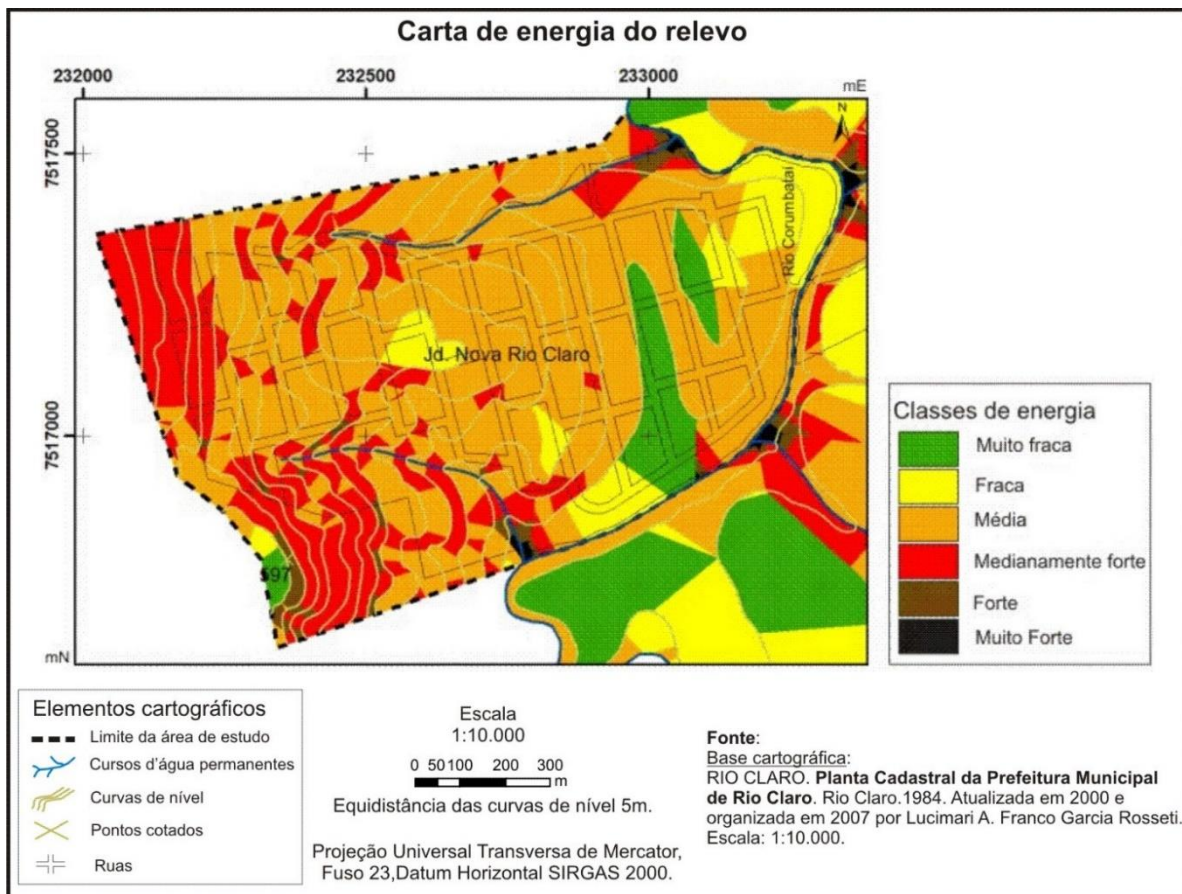 Carta de energia do relevo
232000
232500
233000
mE
N
7517500
7517000
Rio Corumbataí
Jd. Nova Rio Claro
597
mN
Classes de energia
Muito fraca
Fraca
Média
Medianamente forte
Forte
Muito Forte
Elementos cartográficos
Limite da área de estudo
Cursos d'água permanentes
Curvas de nível
Pontos cotados
Ruas
Escala
1:10.000
0 50 100 200 300
m
Equidistância das curvas de nível 5m.
Projeção Universal Transversa de Mercator,
Fuso 23,Datum Horizontal SIRGAS 2000.
Fonte:
Base cartográfica:
RIO CLARO. Planta Cadastral da Prefeitura Municipal
de Rio Claro. Rio Claro.1984. Atualizada em 2000 e
organizada em 2007 por Lucimari A. Franco Garcia Rosseti.
Escala: 1:10.000.